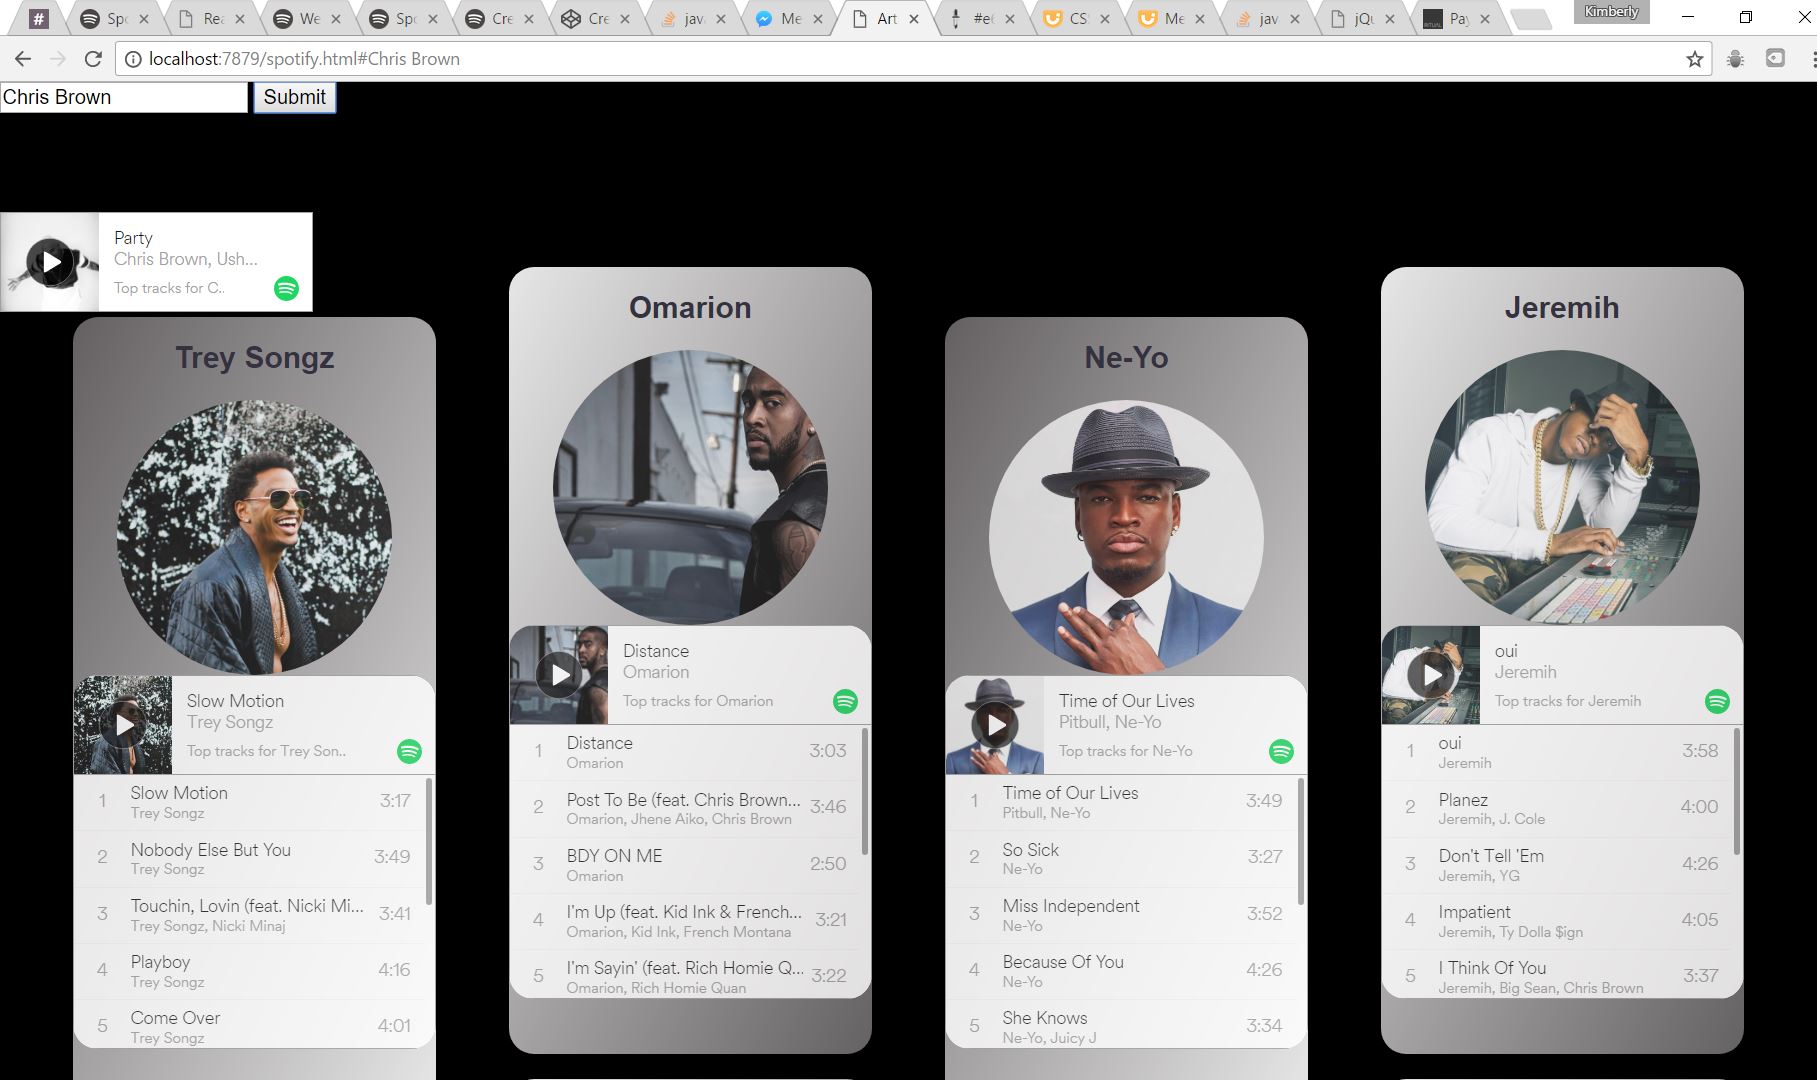 #
Spo
Rea
We
Spo
Cre
Cre
java
Me
Art
#e6
CS
Me
jav
jQu
Pay
Kimberly
localhost:7879/spotify.html#Chris Brown
Chris Brown
Submit
Party
Chris Brown, Ush...
Top tracks for C..
Trey Songz
Slow Motion
Trey Songz
Top tracks for Trey Son..
1 Slow Motion 3:17
Trey Songz
2 Nobody Else But You 3:49
Trey Songz
3 Touchin, Lovin (feat. Nicki Mi... 3:41
Trey Songz, Nicki Minaj
4 Playboy 4:16
Trey Songz
5 Come Over 4:01
Trey Songz
Omarion
Distance
Omarion
Top tracks for Omarion
1 Distance 3:03
Omarion
2 Post To Be (feat. Chris Brown... 3:46
Omarion, Jhene Aiko, Chris Brown
3 BDY ON ME 2:50
Omarion
4 I'm Up (feat. Kid Ink & French... 3:21
Omarion, Kid Ink, French Montana
5 I'm Sayin' (feat. Rich Homie Q... 3:22
Omarion, Rich Homie Quan
Ne-Yo
Time of Our Lives
Pitbull, Ne-Yo
Top tracks for Ne-Yo
1 Time of Our Lives 3:49
Pitbull, Ne-Yo
2 So Sick 3:27
Ne-Yo
3 Miss Independent 3:52
Ne-Yo
4 Because Of You 4:26
Ne-Yo
5 She Knows 3:34
Ne-Yo, Juicy J
Jeremih
oui
Jeremih
Top tracks for Jeremih
1 oui 3:58
Jeremih
2 Planez 4:00
Jeremih, J. Cole
3 Don't Tell 'Em 4:26
Jeremih, YG
4 Impatient 4:05
Jeremih, Ty Dolla $ign
5 I Think Of You 3:37
Jeremih, Big Sean, Chris Brown